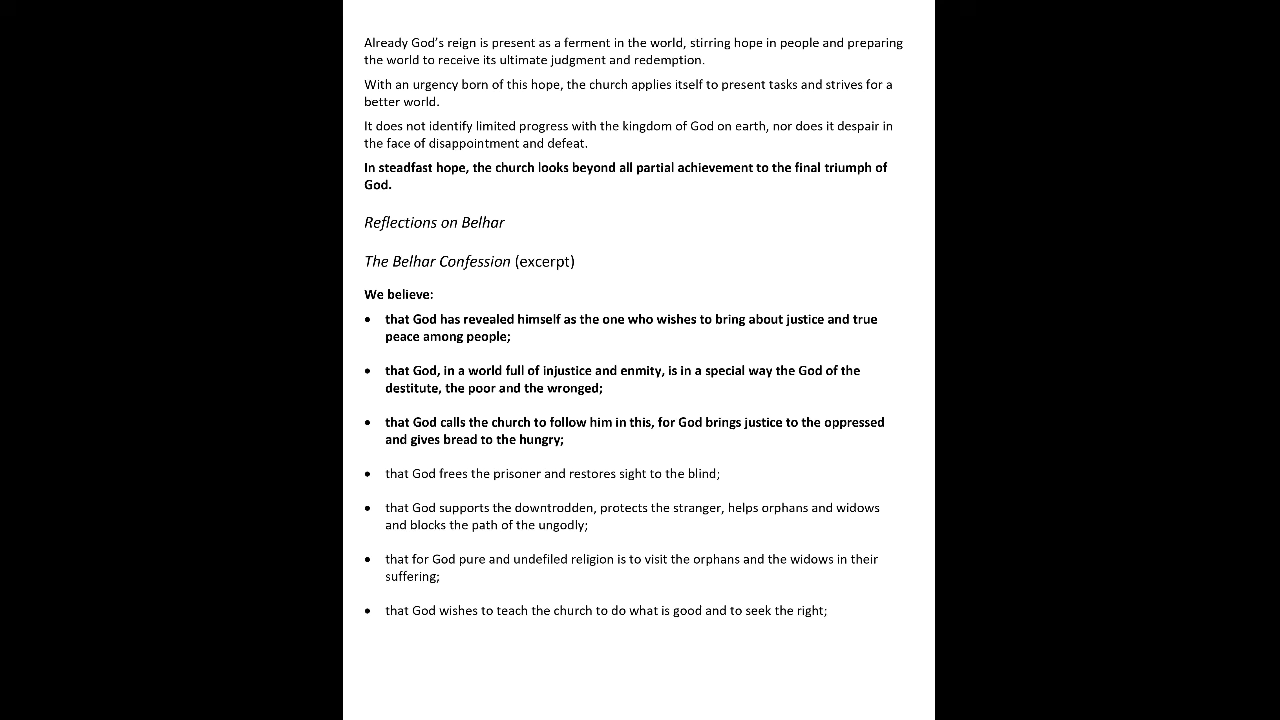 Already God’s reign is present as a ferment in the world, stirring hope in people and preparing
the world to receive its ultimate judgment and redemption.
With an urgency born of this hope, the church applies itself to present tasks and strives for a
better world.
It does not identify limited progress with the kingdom of God on earth, nor does it despair in
the face of disappointment and defeat.
In steadfast hope, the church looks beyond all partial achievement to the final triumph of
God.
Reflections on Belhar
The Belhar Confession (excerpt)
We believe:
• that God has revealed himself as the one who wishes to bring about justice and true
peace among people;
• that God, in a world full of injustice and enmity, is in a special way the God of the
destitute, the poor and the wronged;
• that God calls the church to follow him in this, for God brings justice to the oppressed
and gives bread to the hungry;
• that God frees the prisoner and restores sight to the blind;
• that God supports the downtrodden, protects the stranger, helps orphans and widows
and blocks the path of the ungodly;
• that for God pure and undefiled religion is to visit the orphans and the widows in their
suffering;
• that God wishes to teach the church to do what is good and to seek the right;